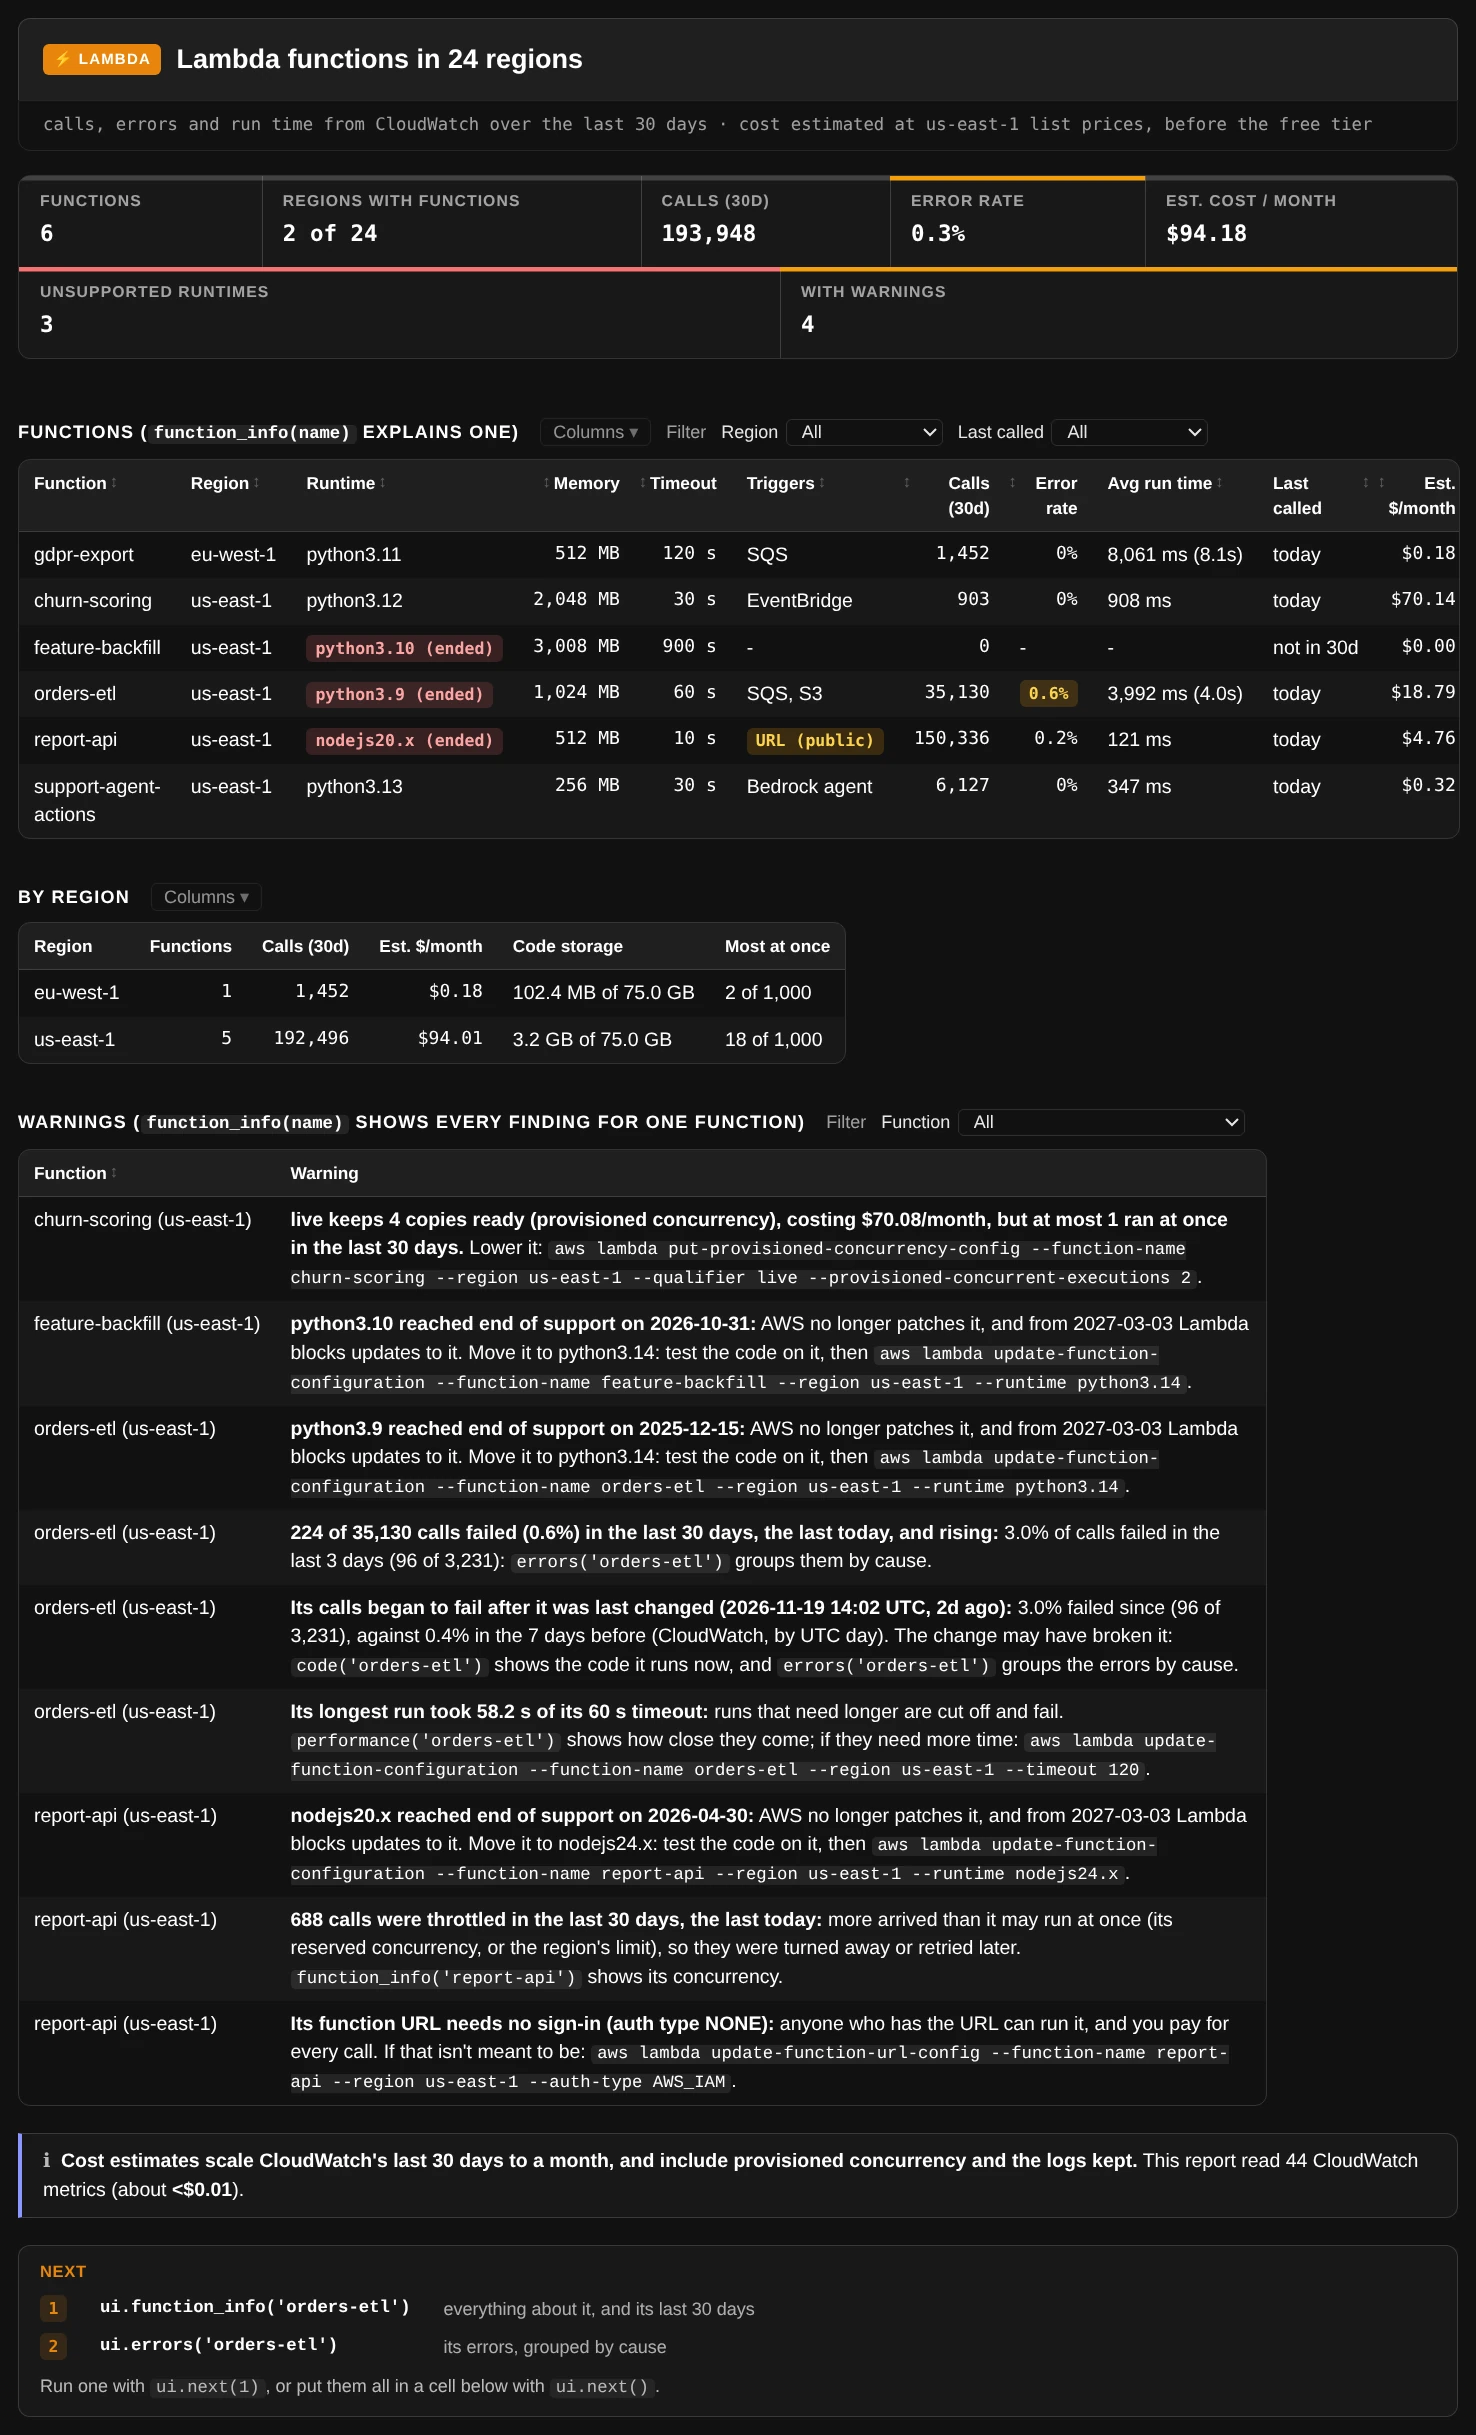 ⚡ LAMBDA Lambda functions in 24 regions
calls, errors and run time from CloudWatch over the last 30 days · cost estimated at us-east-1 list prices, before the free tier
FUNCTIONS REGIONS WITH FUNCTIONS CALLS (30D) ERROR RATE EST. COST / MONTH
6 2 of 24 193,948 0.3% $94.18
UNSUPPORTED RUNTIMES WITH WARNINGS
3 4
FUNCTIONS (function_info(name) EXPLAINS ONE) Columns ▾ Filter Region All Last called All
Function↕ Region↕ Runtime↕ ↕Memory ↕Timeout Triggers↕ ↕ Calls ↕ Error Avg run time↕ Last ↕ ↕ Est.
(30d) rate called $/month
gdpr-export eu-west-1 python3.11 512 MB 120 s SQS 1,452 0% 8,061 ms (8.1s) today $0.18
churn-scoring us-east-1 python3.12 2,048 MB 30 s EventBridge 903 0% 908 ms today $70.14
feature-backfill us-east-1 python3.10 (ended) 3,008 MB 900 s - 0 - - not in 30d $0.00
orders-etl us-east-1 python3.9 (ended) 1,024 MB 60 s SQS, S3 35,130 0.6% 3,992 ms (4.0s) today $18.79
report-api us-east-1 nodejs20.x (ended) 512 MB 10 s URL (public) 150,336 0.2% 121 ms today $4.76
support-agent- us-east-1 python3.13 256 MB 30 s Bedrock agent 6,127 0% 347 ms today $0.32
actions
BY REGION Columns ▾
Region Functions Calls (30d) Est. $/month Code storage Most at once
eu-west-1 1 1,452 $0.18 102.4 MB of 75.0 GB 2 of 1,000
us-east-1 5 192,496 $94.01 3.2 GB of 75.0 GB 18 of 1,000
WARNINGS (function_info(name) SHOWS EVERY FINDING FOR ONE FUNCTION) Filter Function All
Function↕ Warning
churn-scoring (us-east-1) live keeps 4 copies ready (provisioned concurrency), costing $70.08/month, but at most 1 ran at once
in the last 30 days. Lower it: aws lambda put-provisioned-concurrency-config --function-name
churn-scoring --region us-east-1 --qualifier live --provisioned-concurrent-executions 2.
feature-backfill (us-east-1) python3.10 reached end of support on 2026-10-31: AWS no longer patches it, and from 2027-03-03 Lambda
blocks updates to it. Move it to python3.14: test the code on it, then aws lambda update-function-
configuration --function-name feature-backfill --region us-east-1 --runtime python3.14.
orders-etl (us-east-1) python3.9 reached end of support on 2025-12-15: AWS no longer patches it, and from 2027-03-03 Lambda
blocks updates to it. Move it to python3.14: test the code on it, then aws lambda update-function-
configuration --function-name orders-etl --region us-east-1 --runtime python3.14.
orders-etl (us-east-1) 224 of 35,130 calls failed (0.6%) in the last 30 days, the last today, and rising: 3.0% of calls failed in the
last 3 days (96 of 3,231): errors('orders-etl') groups them by cause.
orders-etl (us-east-1) Its calls began to fail after it was last changed (2026-11-19 14:02 UTC, 2d ago): 3.0% failed since (96 of
3,231), against 0.4% in the 7 days before (CloudWatch, by UTC day). The change may have broken it:
code('orders-etl') shows the code it runs now, and errors('orders-etl') groups the errors by cause.
orders-etl (us-east-1) Its longest run took 58.2 s of its 60 s timeout: runs that need longer are cut off and fail.
performance('orders-etl') shows how close they come; if they need more time: aws lambda update-
function-configuration --function-name orders-etl --region us-east-1 --timeout 120.
report-api (us-east-1) nodejs20.x reached end of support on 2026-04-30: AWS no longer patches it, and from 2027-03-03 Lambda
blocks updates to it. Move it to nodejs24.x: test the code on it, then aws lambda update-function-
configuration --function-name report-api --region us-east-1 --runtime nodejs24.x.
report-api (us-east-1) 688 calls were throttled in the last 30 days, the last today: more arrived than it may run at once (its
reserved concurrency, or the region's limit), so they were turned away or retried later.
function_info('report-api') shows its concurrency.
report-api (us-east-1) Its function URL needs no sign-in (auth type NONE): anyone who has the URL can run it, and you pay for
every call. If that isn't meant to be: aws lambda update-function-url-config --function-name report-
api --region us-east-1 --auth-type AWS_IAM.
ℹ Cost estimates scale CloudWatch's last 30 days to a month, and include provisioned concurrency and the logs kept. This report read 44 CloudWatch
metrics (about <$0.01).
NEXT
1 ui.function_info('orders-etl') everything about it, and its last 30 days
2 ui.errors('orders-etl') its errors, grouped by cause
Run one with ui.next(1), or put them all in a cell below with ui.next().